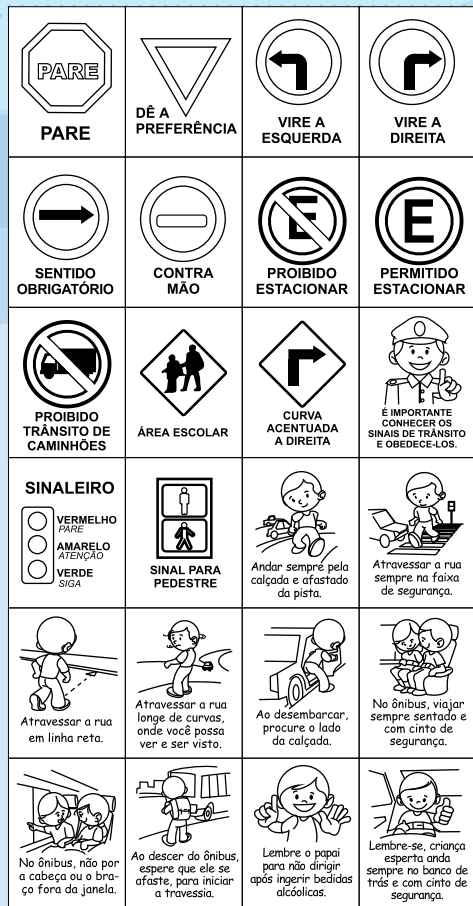 PARE
PARE
DÊ A
PREFERÊNCIA
VIRE A
ESQUERDA
VIRE A
DIREITA
SENTIDO
OBRIGATÓRIO
CONTRA
MÃO
E
PROIBIDO
ESTACIONAR
E
PERMITIDO
ESTACIONAR
PROIBIDO
TRÂNSITO DE
CAMINHÕES
ÁREA ESCOLAR
CURVA
ACENTUADA
A DIREITA
É IMPORTANTE
CONHECER OS
SINAIS DE TRÂNSITO
E OBEDECE-LOS.
SINALEIRO
VERMELHO
PARE
AMARELO
ATENÇÃO
VERDE
SIGA
SINAL PARA
PEDESTRE
Andar sempre pela
calçada e afastado
da pista.
Atravessar a rua
sempre na faixa
de segurança.
Atravessar a rua
em linha reta.
Atravessar a rua
longe de curvas,
onde você possa
ver e ser visto.
Ao desembarcar,
procure o lado
da calçada.
No ônibus, viajar
sempre sentado e
com cinto de
segurança.
No ônibus, não por
a cabeça ou o bra-
ço fora da janela.
Ao descer do ônibus,
espere que ele se
afaste, para iniciar
a travessia.
Lembre o papai
para não dirigir
após ingerir bedidas
alcóolicas.
Lembre-se, criança
esperta anda
sempre no banco de
trás e com cinto de
segurança.